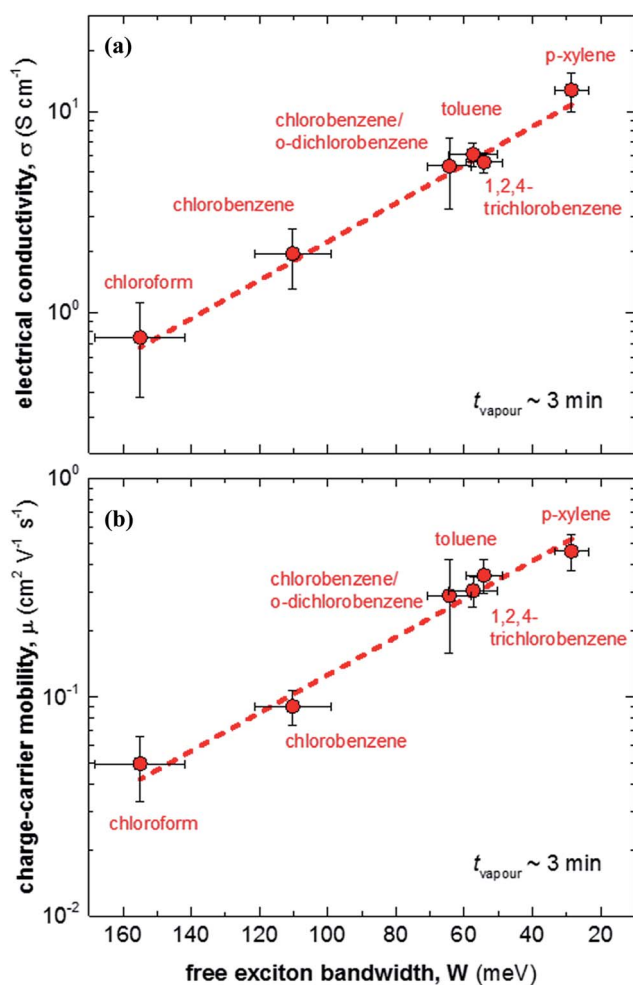 (a)
electrical conductivity, σ (S cm⁻¹)
10¹
10⁰
p-xylene
toluene
chlorobenzene/
o-dichlorobenzene
1,2,4-
trichlorobenzene
chlorobenzene
chloroform
tvapour ~ 3 min
(b)
charge-carrier mobility, μ (cm² V⁻¹ s⁻¹)
10⁰
10⁻¹
10⁻²
p-xylene
toluene
chlorobenzene/
o-dichlorobenzene
1,2,4-
trichlorobenzene
chlorobenzene
chloroform
tvapour ~ 3 min
160 140 120 100 80 60 40 20
free exciton bandwidth, W (meV)